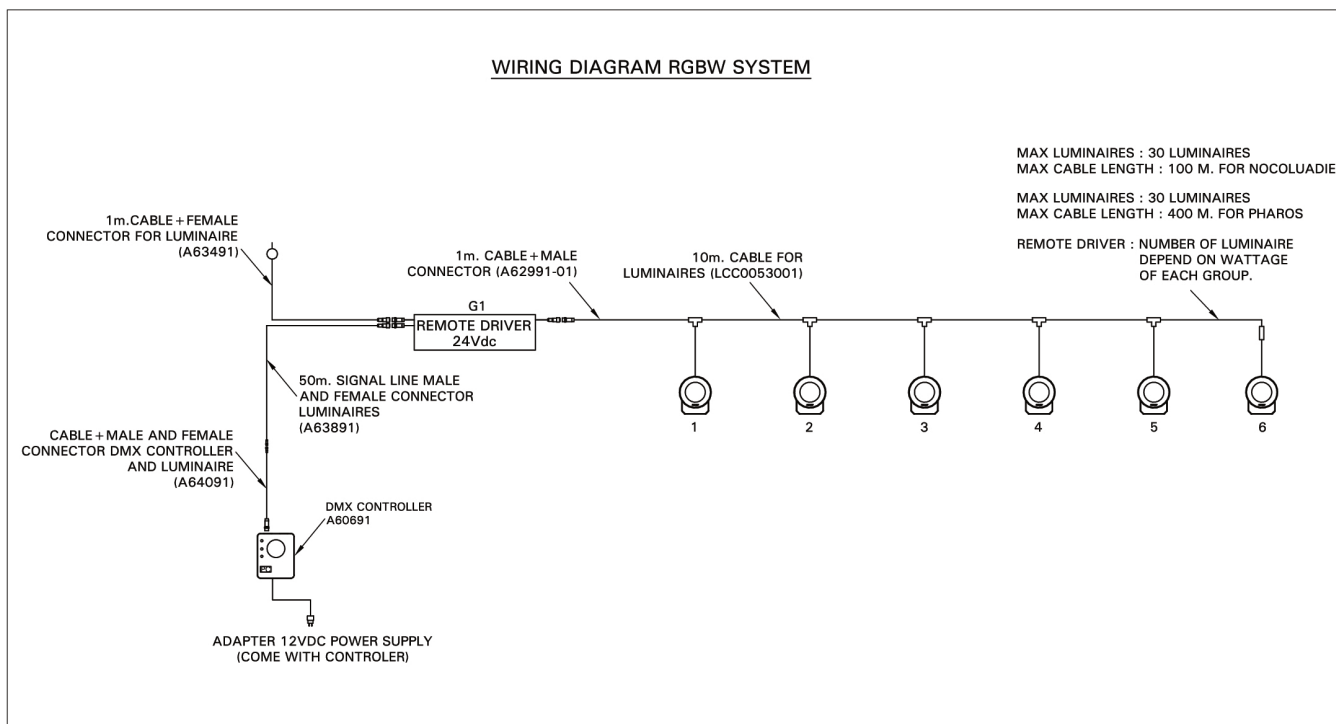 WIRING DIAGRAM RGBW SYSTEM
MAX LUMINAIRES : 30 LUMINAIRES
MAX CABLE LENGTH : 100 M. FOR NOCOLUADIE
MAX LUMINAIRES : 30 LUMINAIRES
MAX CABLE LENGTH : 400 M. FOR PHAROS
REMOTE DRIVER : NUMBER OF LUMINAIRE
DEPEND ON WATTAGE
OF EACH GROUP.
1m.CABLE+FEMALE
CONNECTOR FOR LUMINAIRE
(A63491)
1m. CABLE+MALE
CONNECTOR (A62991-01)
10m. CABLE FOR
LUMINAIRES (LCC0053001)
G1
REMOTE DRIVER
24Vdc
50m. SIGNAL LINE MALE
AND FEMALE CONNECTOR
LUMINAIRES
(A63891)
1
2
3
4
5
6
CABLE+MALE AND FEMALE
CONNECTOR DMX CONTROLLER
AND LUMINAIRE
(A64091)
DMX CONTROLLER
A60691
ADAPTER 12VDC POWER SUPPLY
(COME WITH CONTROLER)